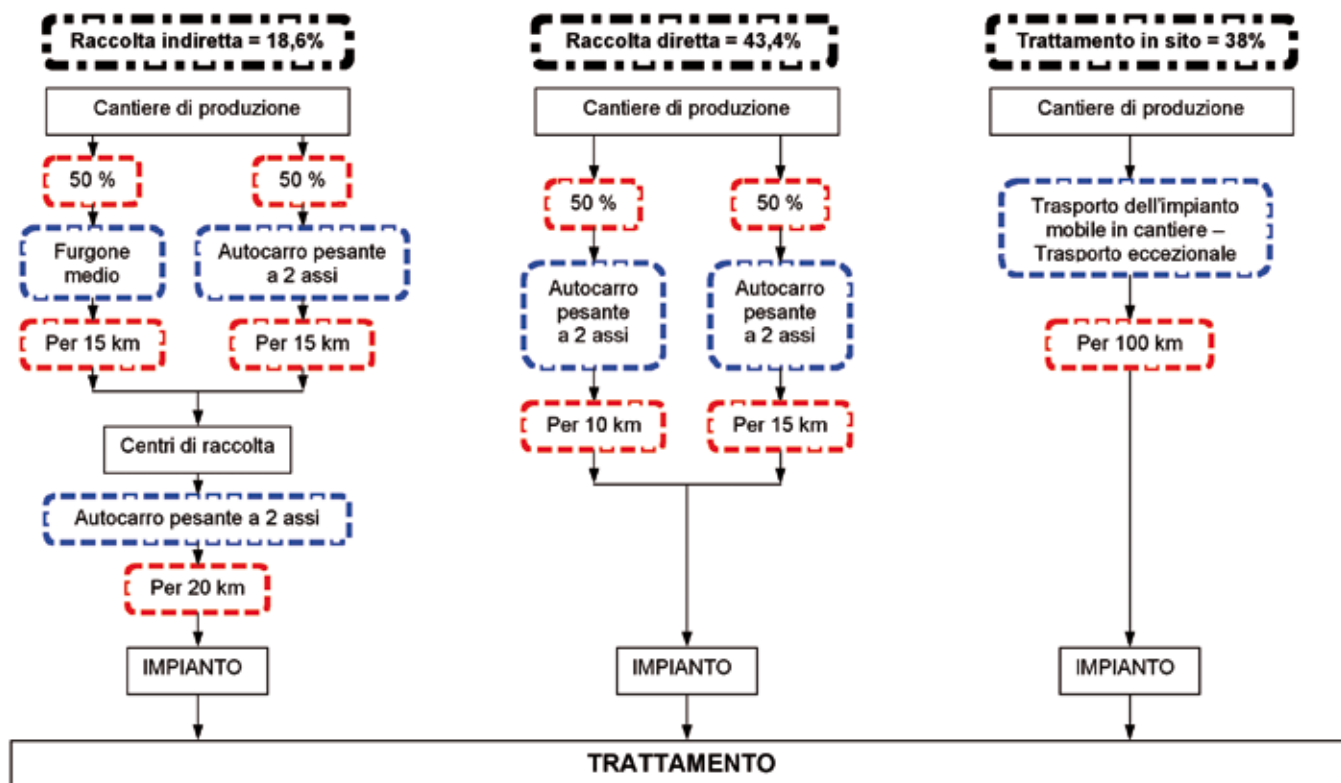 Raccolta indiretta = 18,6%
Cantiere di produzione
50 %
50 %
Furgone
medio
Autocarro pesante
a 2 assi
Per 15 km
Per 15 km
Centri di raccolta
Autocarro pesante a 2 assi
Per 20 km
IMPIANTO
Raccolta diretta = 43,4%
Cantiere di produzione
50 %
50 %
Autocarro
pesante
a 2 assi
Autocarro
pesante
a 2 assi
Per 10 km
Per 15 km
IMPIANTO
Trattamento in sito = 38%
Cantiere di produzione
Trasporto dell'impianto
mobile in cantiere –
Trasporto eccezionale
Per 100 km
IMPIANTO
TRATTAMENTO